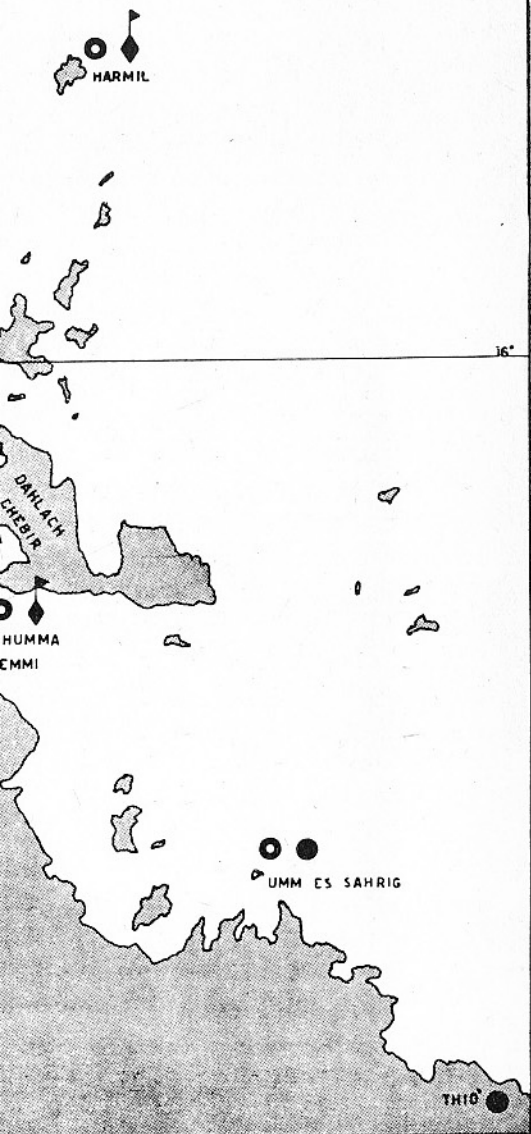 HARMIL
16°
DAHLACH
CHEBIR
HUMMA
EMMI
UMM ES SAHRIG
THIO'